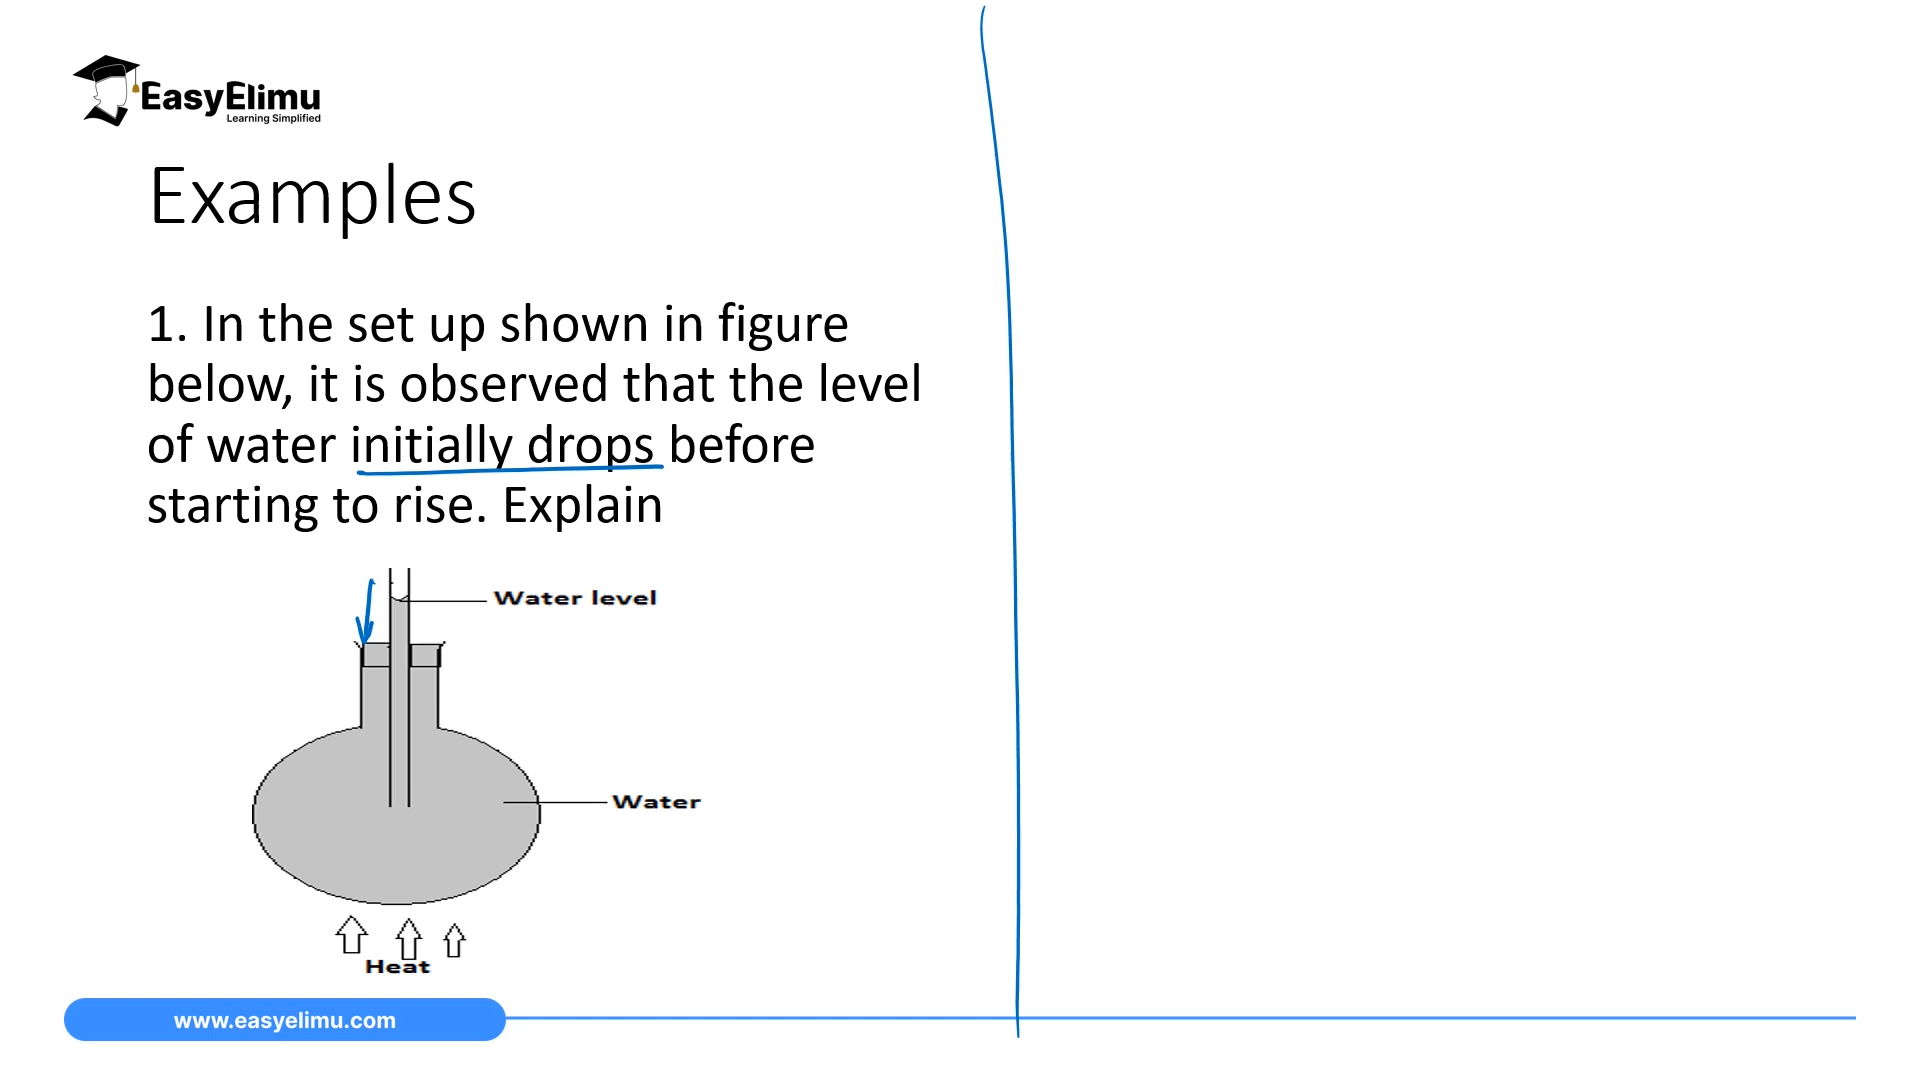 EasyElimu
Learning Simplified
Examples
1. In the set up shown in figure
below, it is observed that the level
of water initially drops before
starting to rise. Explain
Water level
Water
Heat
www.easyelimu.com